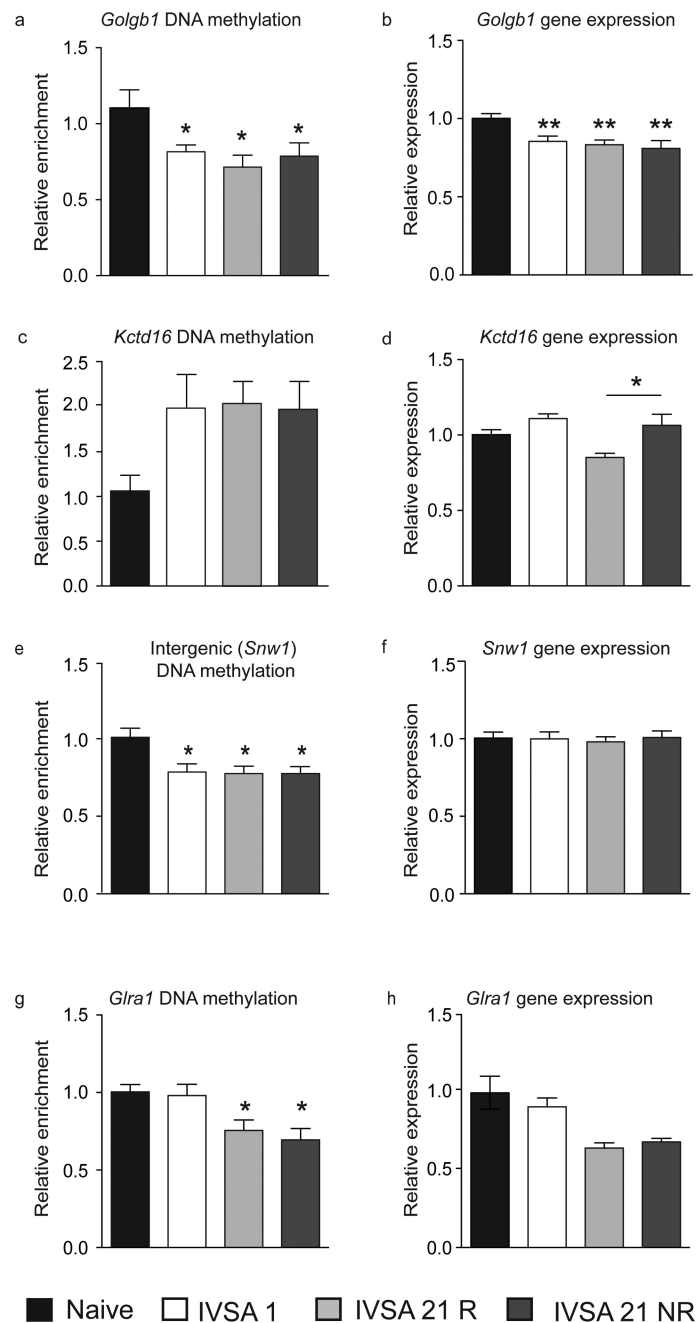 a
Golgb1 DNA methylation
Relative enrichment
1.5
1.0
0.5
0.0
*
*
*
b
Golgb1 gene expression
Relative expression
1.5
1.0
0.5
0.0
**
**
**
c
Kctd16 DNA methylation
Relative enrichment
2.5
2.0
1.0
0.5
0.0
d
Kctd16 gene expression
Relative expression
1.5
1.0
0.5
0.0
*
e
Intergenic (Snw1)
DNA methylation
Relative enrichment
1.5
1.0
0.5
0.0
*
*
*
f
Snw1 gene expression
Relative expression
1.5
1.0
0.5
0.0
g
Glra1 DNA methylation
Relative enrichment
1.5
1.0
0.5
0.0
*
*
h
Glra1 gene expression
Relative expression
1.5
1.0
0.5
0.0
Naive
IVSA 1
IVSA 21 R
IVSA 21 NR